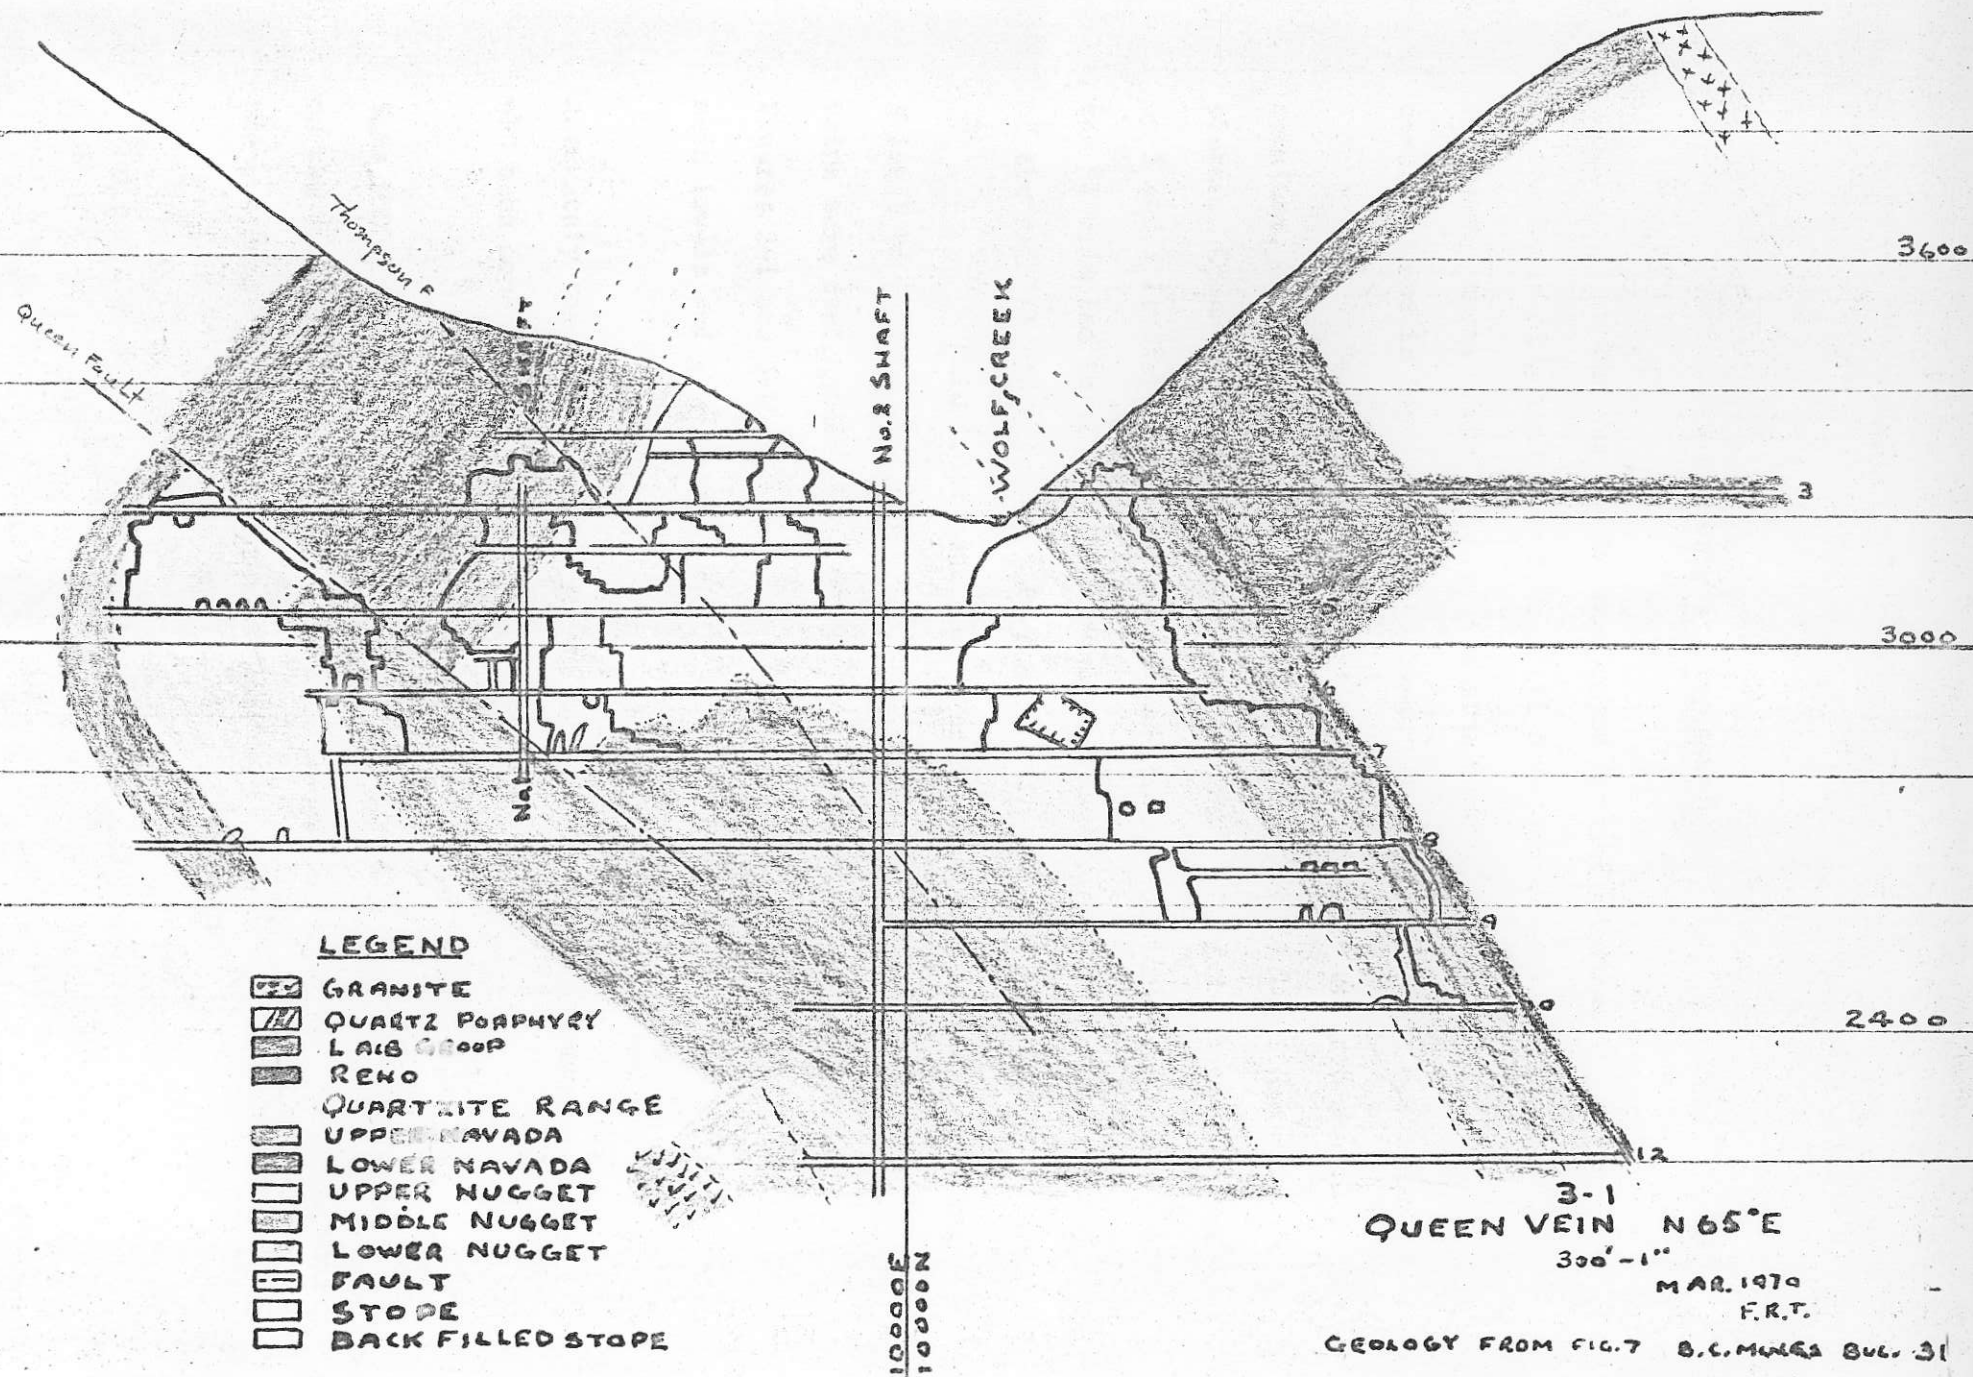 Thompson F
Queen Fault
No.2 SHAFT
WOLF CREEK
SHAFT
No.1
3600
3
3000
6
7
8
9
2400
12
LEGEND
GRANITE
QUARTZ PORPHYRY
LAIB GROOP
RENO
QUARTZITE RANGE
UPPER NAVADA
LOWER NAVADA
UPPER NUGGET
MIDDLE NUGGET
LOWER NUGGET
FAULT
STOPE
BACK FILLED STOPE
10000E
10000N
3-1
QUEEN VEIN N65°E
300'-1"
MAR. 1970
F.R.T.
GEOLOGY FROM FIG.7 B.C. MINES BUL. 31